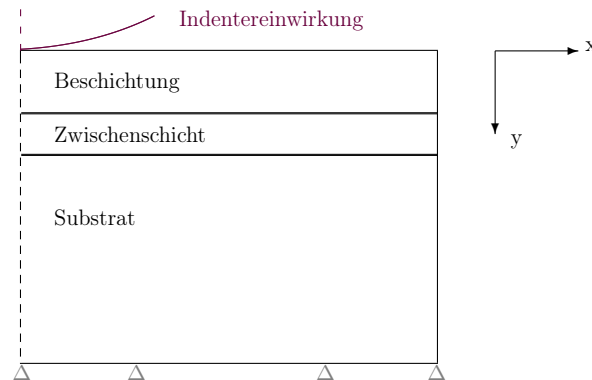 Indentereinwirkung
x
Beschichtung
Zwischenschicht
y
Substrat
Δ Δ Δ Δ